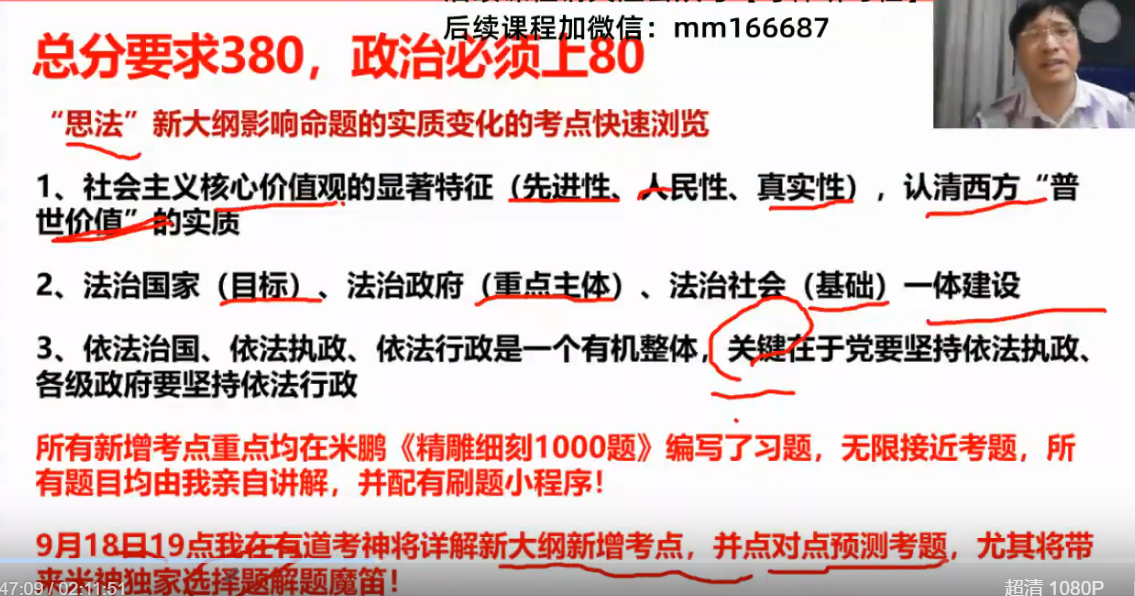 后续课程加微信：mm166687
总分要求380，政治必须上80
“思法”新大纲影响命题的实质变化的考点快速浏览
1、社会主义核心价值观的显著特征（先进性、人民性、真实性），认清西方“普
世价值”的实质
2、法治国家（目标）、法治政府（重点主体）、法治社会（基础）一体建设
3、依法治国、依法执政、依法行政是一个有机整体，关键在于党要坚持依法执政、
各级政府要坚持依法行政
所有新增考点重点均在米鹏《精雕细刻1000题》编写了习题，无限接近考题，所
有题目均由我亲自讲解，并配有刷题小程序！
9月18日19点我在有道考神将详解新大纲新增考点，并点对点预测考题，尤其将带
来米神独家选择题解题魔笛！
47:09 / 02:11:51
超清 1080P